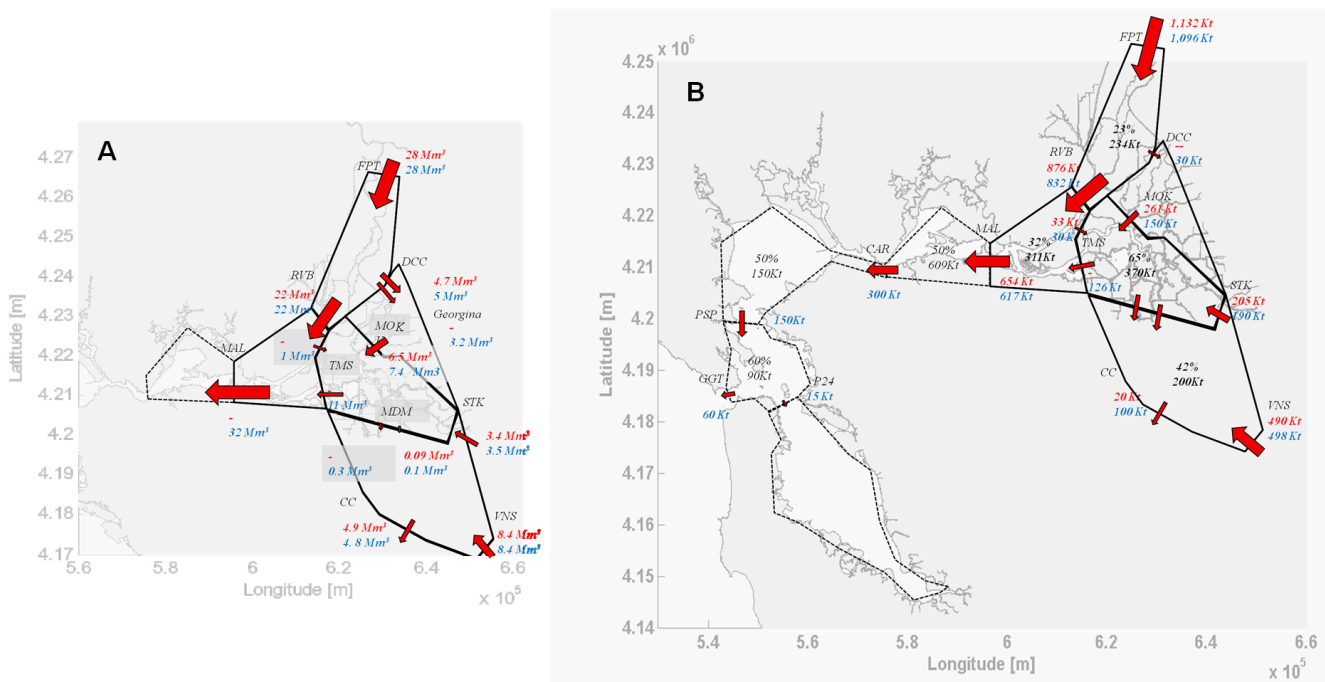 A
4.27
4.26
4.25
4.24
4.23
4.22
4.21
4.2
4.19
4.18
4.17
Latitude [m]
5.6
5.8
6
6.2
6.4
6.6
Longitude [m]
x 10⁵
FPT
28 Mm³
28 Mm³
DCC
4.7 Mm³
5 Mm³
RVB
22 Mm³
22 Mm³
Georgina
-
3.2 Mm³
MOK
6.5 Mm³
7.4 Mm3
-
1 Mm³
MAL
TMS
11 Mm³
MDM
STK
-
32 Mm³
3.4 Mm³
3.5 Mm³
0.09 Mm³
0.1 Mm³
-
0.3 Mm³
CC
4.9 Mm³
4.8 Mm³
VNS
8.4 Mm³
8.4 Mm³
B
x 10⁶
4.25
4.24
4.23
4.22
4.21
4.2
4.19
4.18
4.17
4.16
4.15
4.14
Latitude [m]
5.4
5.6
5.8
6
6.2
6.4
6.6
Longitude [m]
x 10⁵
1,132 Kt
1,096 Kt
FPT
23%
234Kt
DCC
--
30 Kt
RVB
876 K
832 Kt
MOK
261 Kt
150 Kt
33 Kt
30 Kt
TMS
MAL
32%
311Kt
65%
370Kt
CAR
50%
609Kt
50%
150Kt
654 Kt
617 Kt
126 Kt
STK
205 Kt
190 Kt
300 Kt
PSP
150Kt
60%
90Kt
GGT
60 Kt
P24
15 Kt
42%
200Kt
CC
20 Kt
100 Kt
VNS
490 Kt
498 Kt